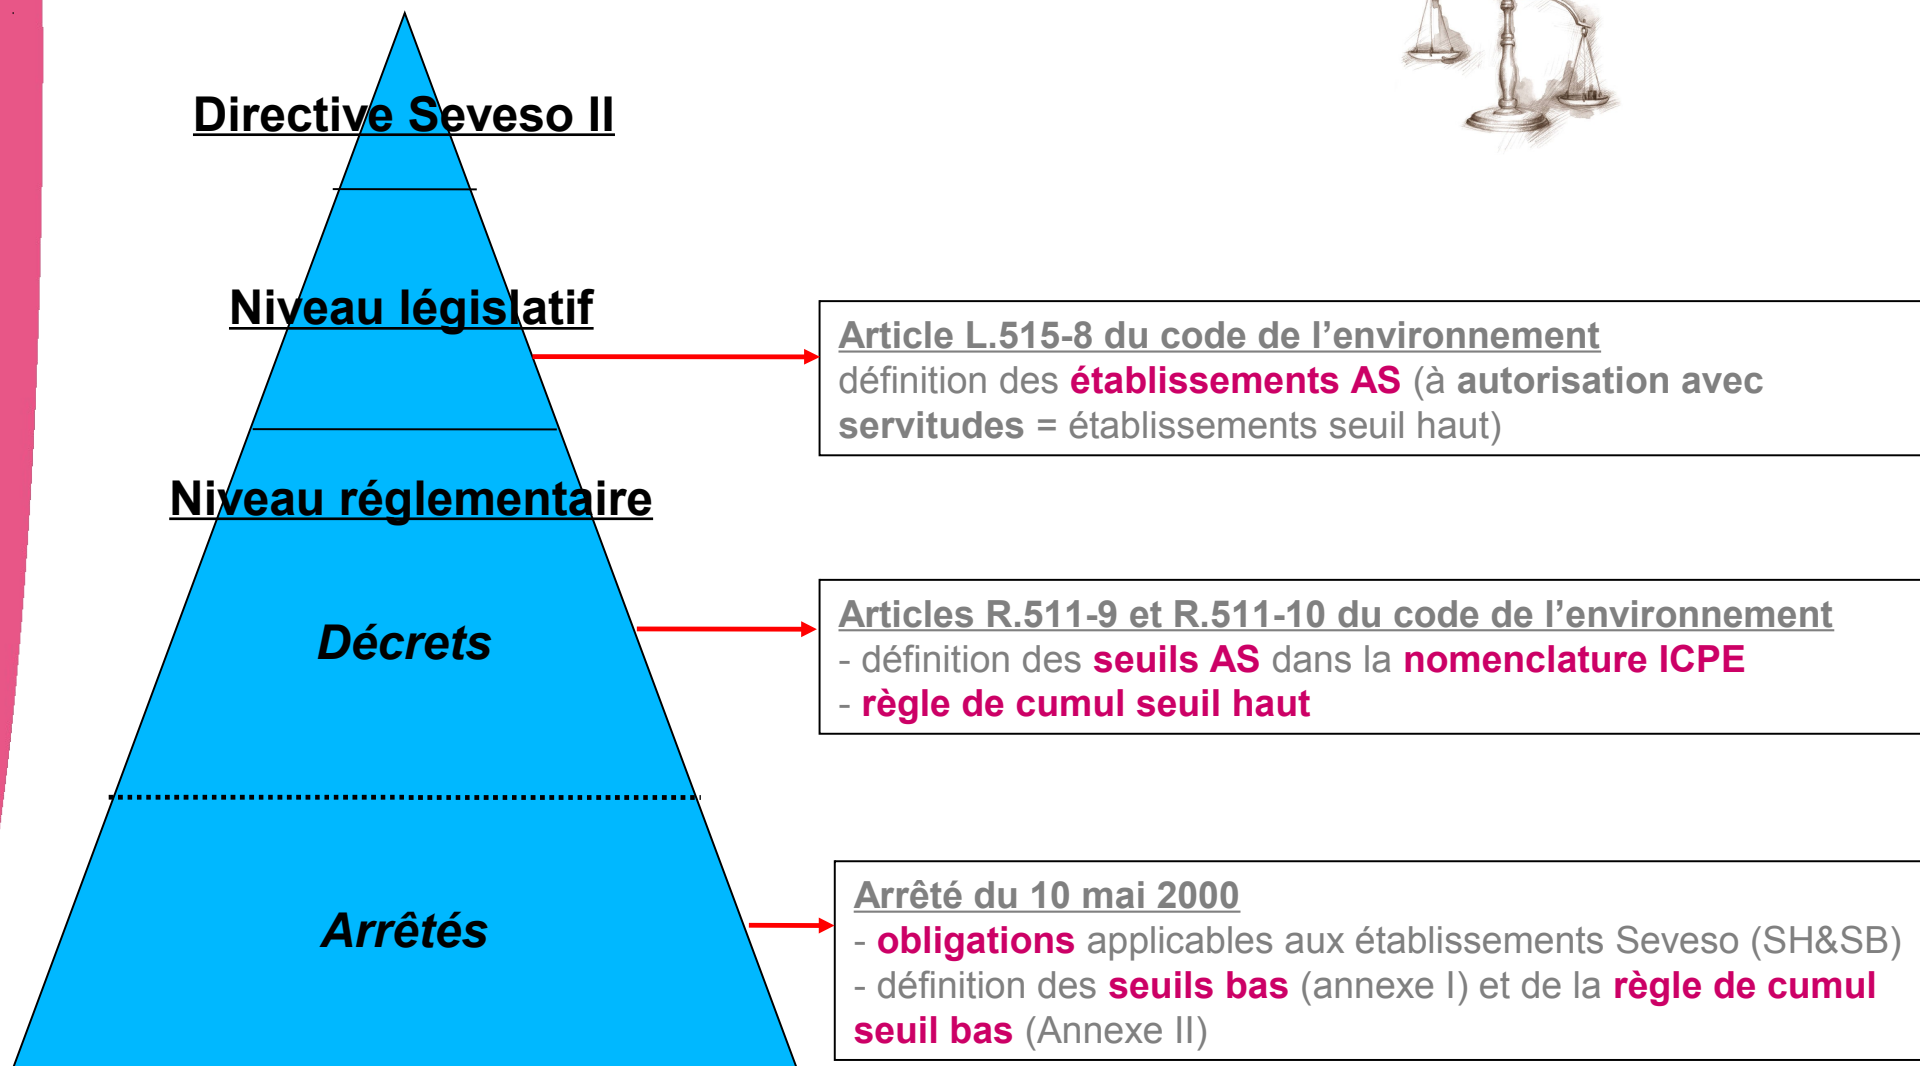 Directive Seveso II
Niveau législatif
Article L.515-8 du code de l’environnement
définition des établissements AS (à autorisation avec
servitudes = établissements seuil haut)
Niveau réglementaire
Décrets
Articles R.511-9 et R.511-10 du code de l’environnement
- définition des seuils AS dans la nomenclature ICPE
- règle de cumul seuil haut
Arrêtés
Arrêté du 10 mai 2000
- obligations applicables aux établissements Seveso (SH&SB)
- définition des seuils bas (annexe I) et de la règle de cumul
seuil bas (Annexe II)